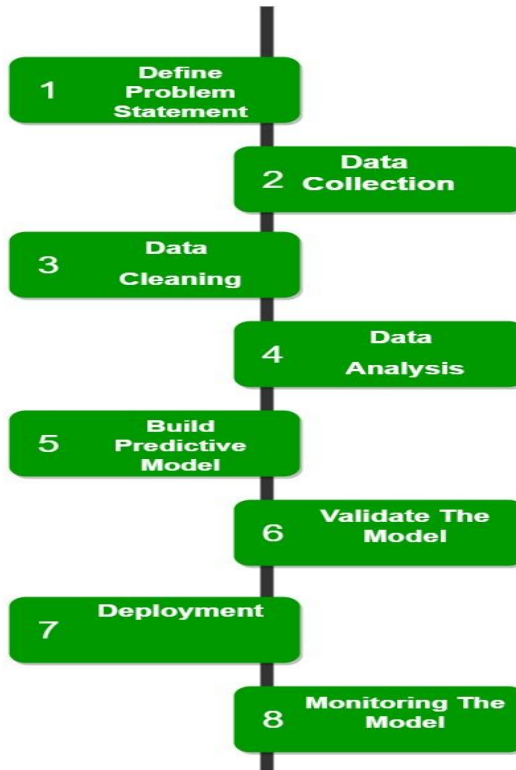 1
Define
Problem
Statement
2
Data
Collection
3
Data
Cleaning
4
Data
Analysis
5
Build
Predictive
Model
6
Validate The
Model
7
Deployment
8
Monitoring The
Model